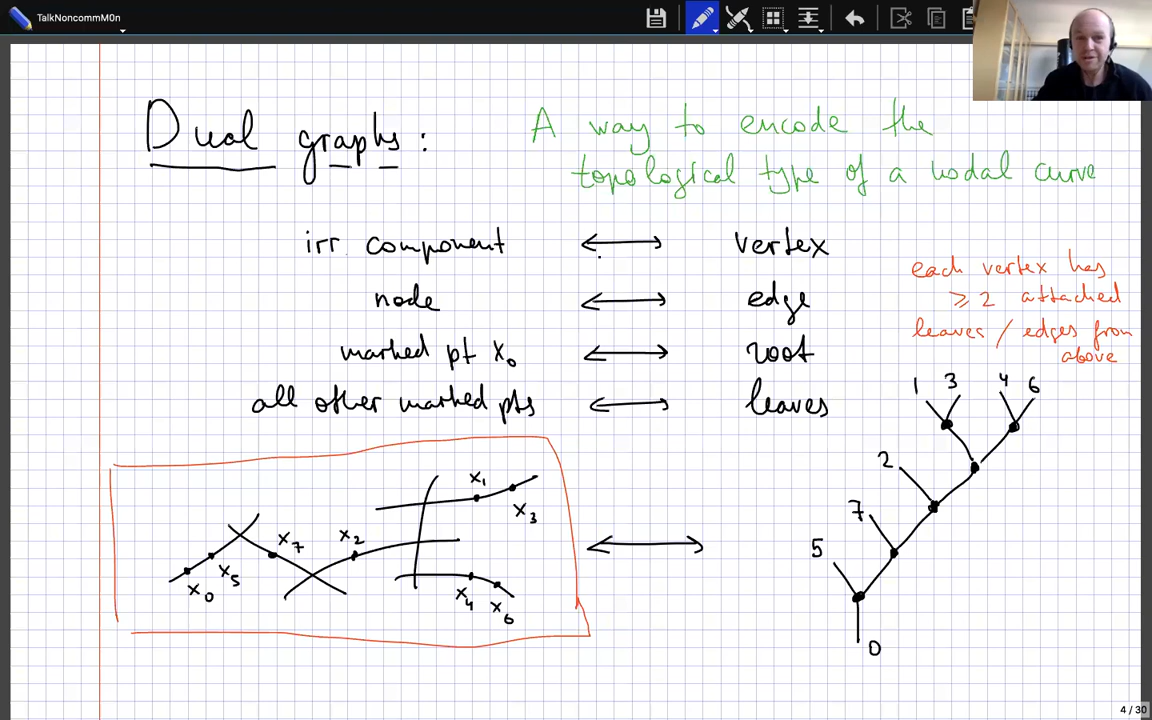 TalkNoncommM0n
Dual graphs:
A way to encode the
topological type of a nodal curve
irr component ⟷ vertex
node ⟷ edge
marked pt x₀ ⟷ root
all other marked pts ⟷ leaves
each vertex has
≥ 2 attached
leaves / edges from
above
x₀
x₅
x₇
x₂
x₁
x₃
x₄
x₆
1 3 4 6
2
7
5
0
4 / 30